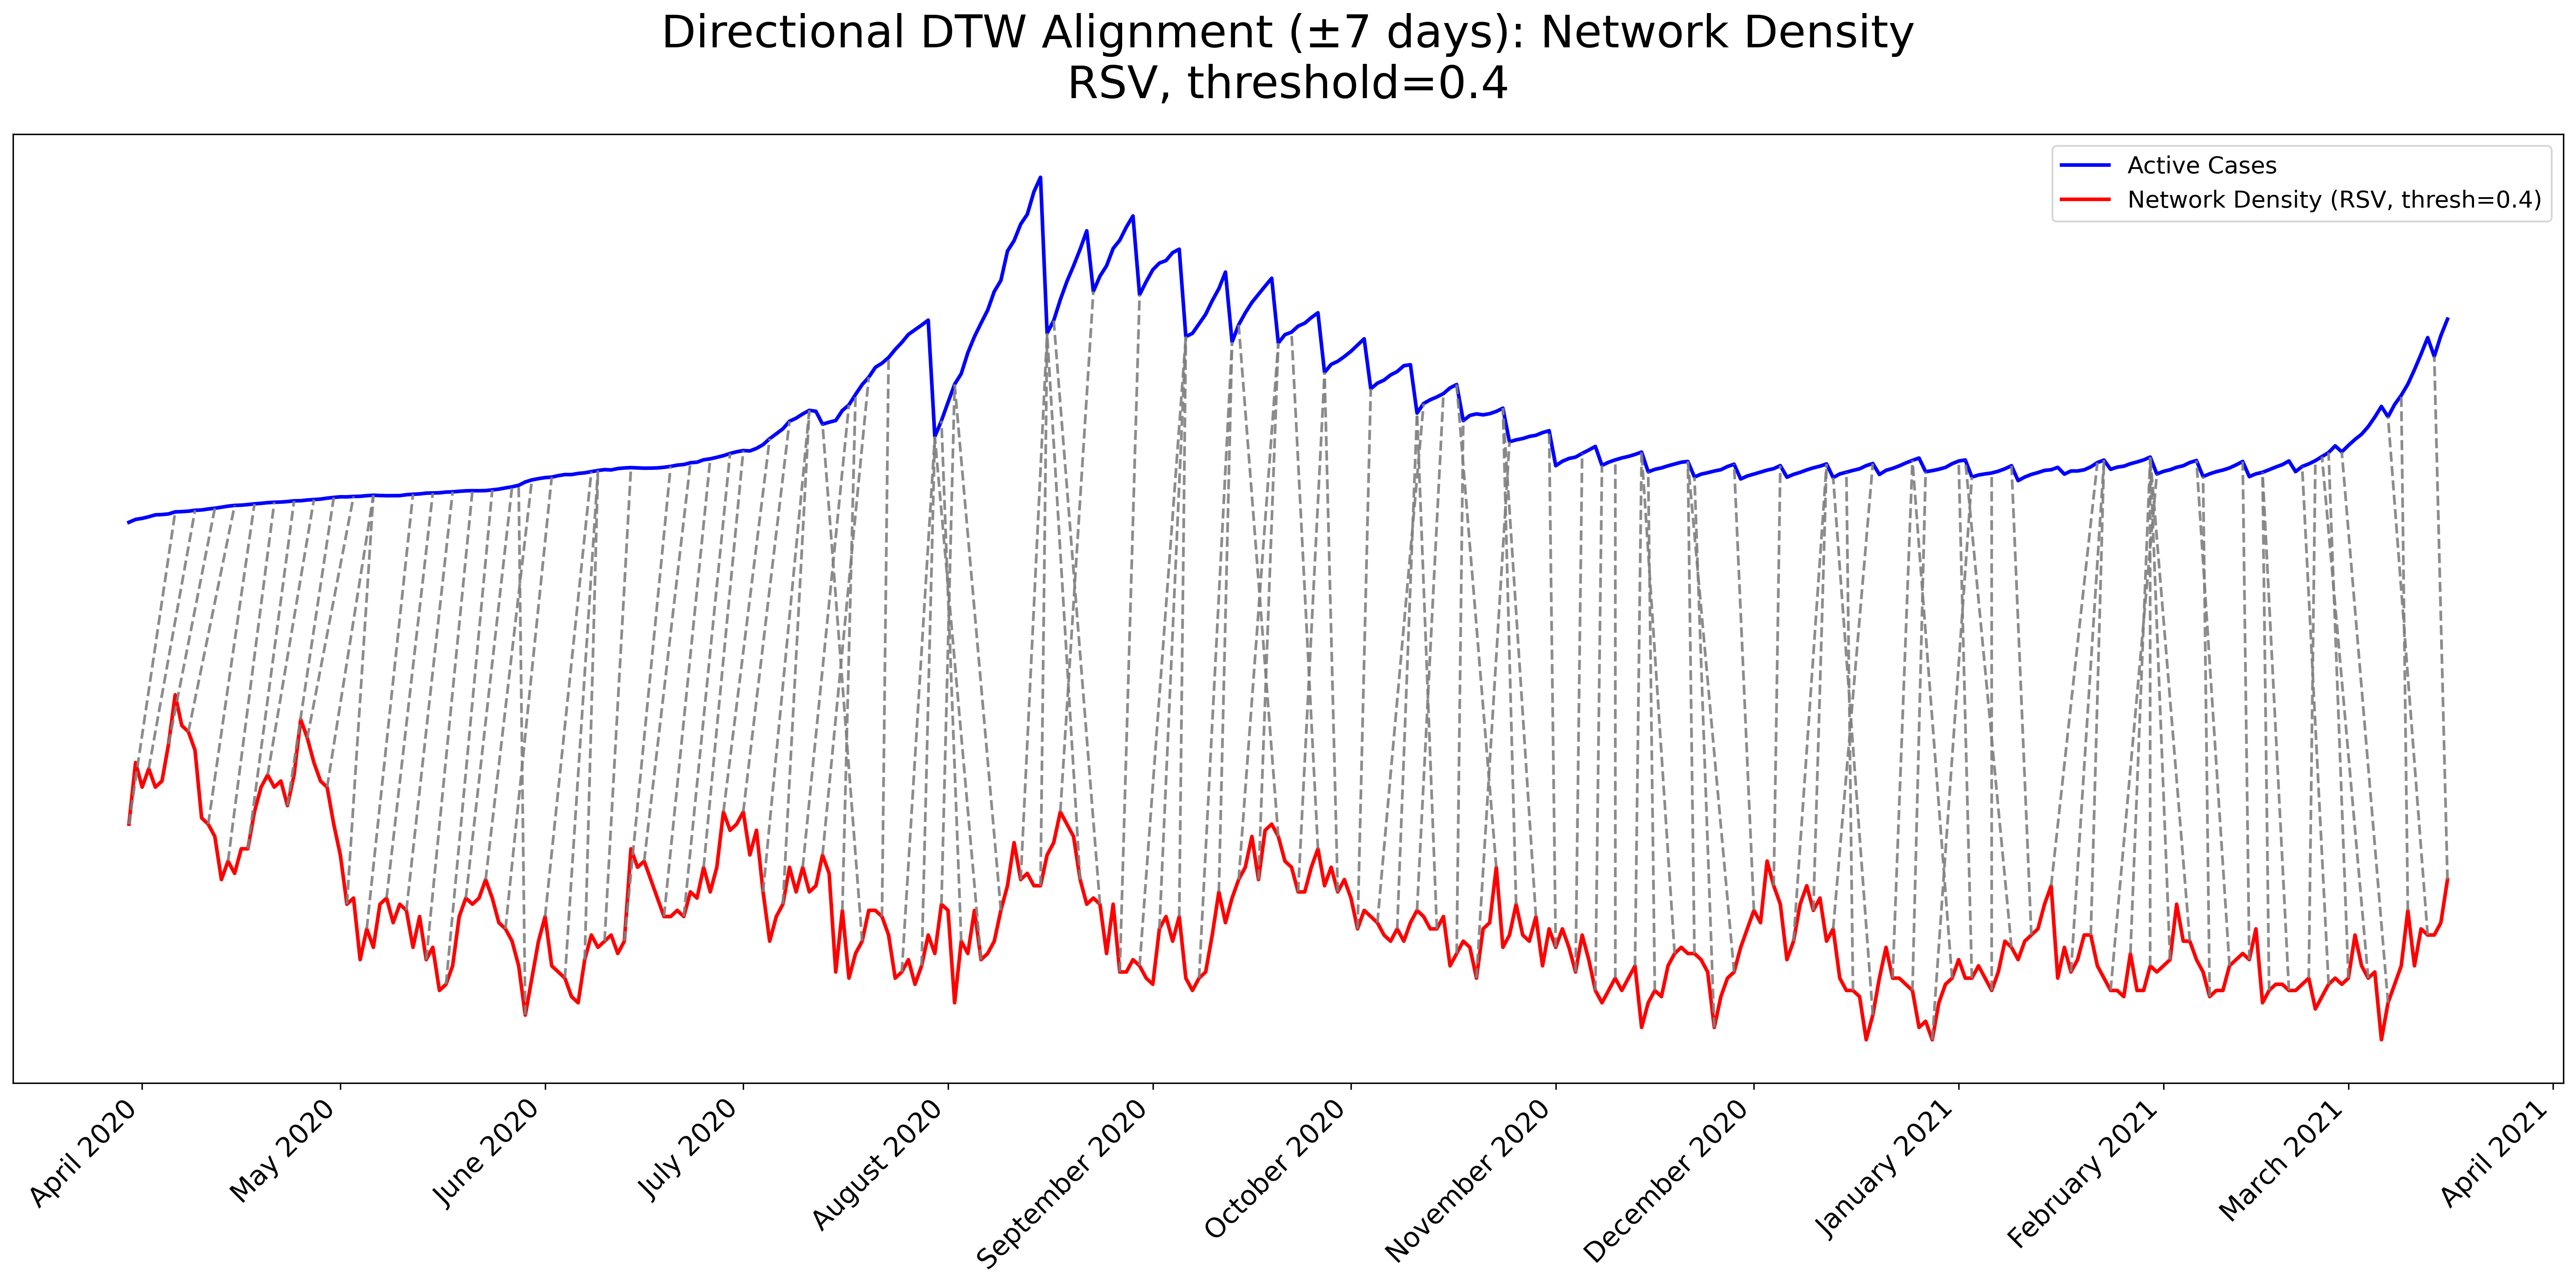 Directional DTW Alignment (±7 days): Network Density
RSV, threshold=0.4
Active Cases
Network Density (RSV, thresh=0.4)
April 2020
May 2020
June 2020
July 2020
August 2020
September 2020
October 2020
November 2020
December 2020
January 2021
February 2021
March 2021
April 2021